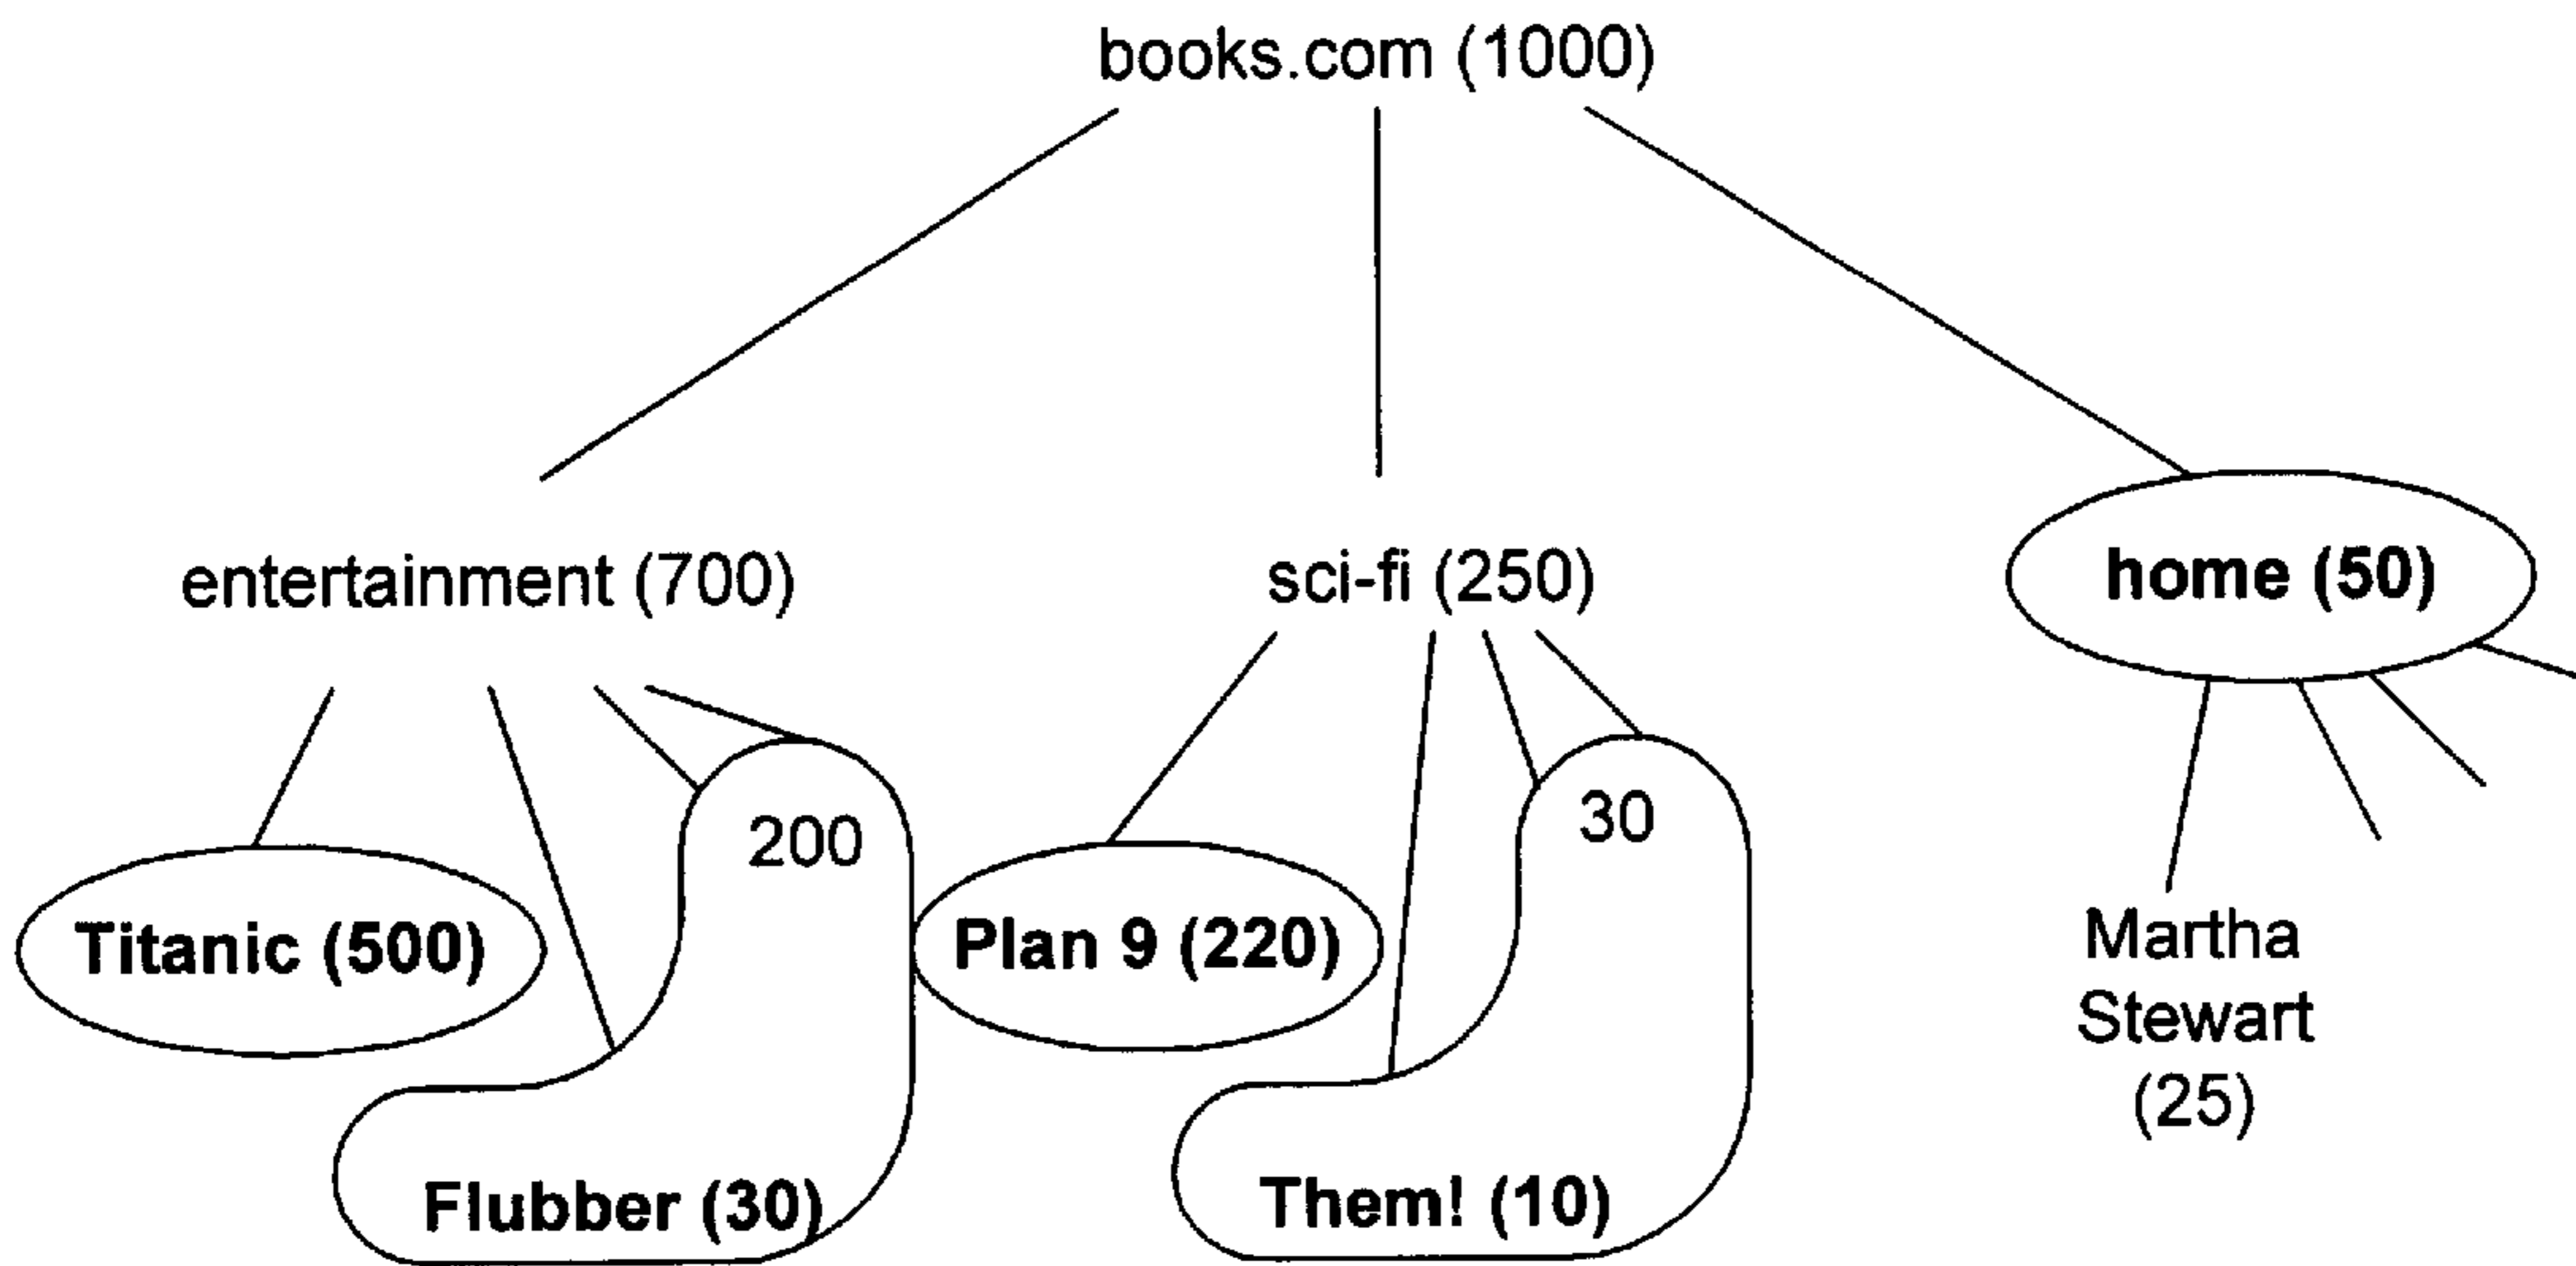 books.com (1000)
entertainment (700)
sci-fi (250)
home (50)
200
30
Titanic (500)
Plan 9 (220)
Martha
Stewart
(25)
Flubber (30)
Them! (10)